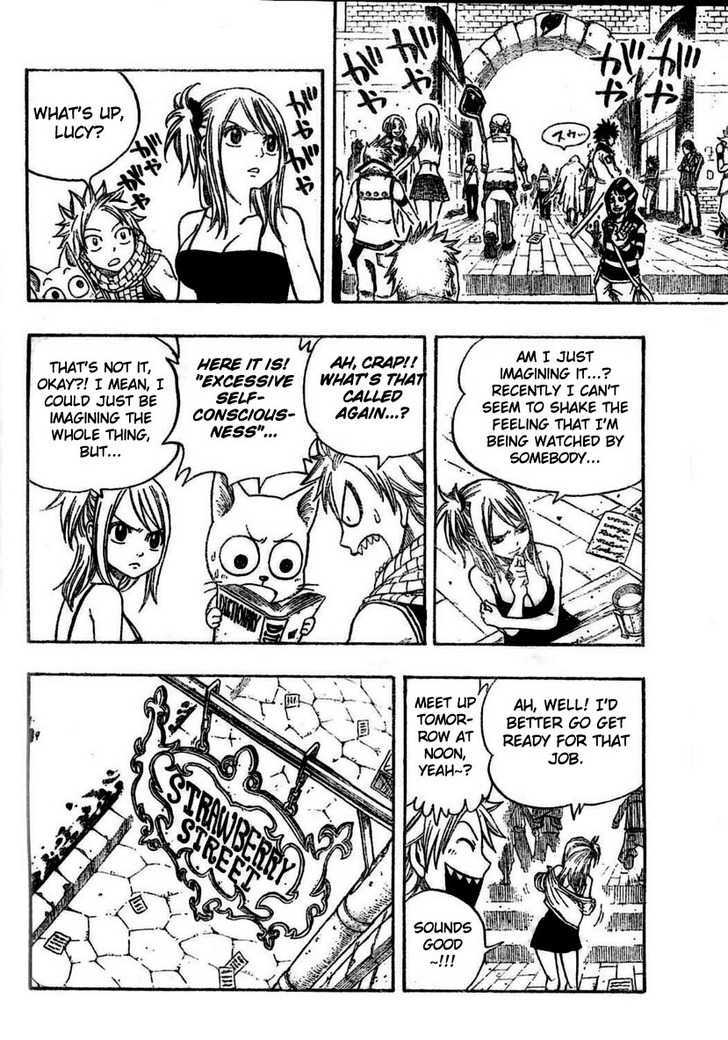 ガヤ
ガヤ
スカー
ガヤ
ガヤ
ガヤ
ガヤ
WHAT'S UP,
LUCY?
AM I JUST
IMAGINING IT...?
RECENTLY I CAN'T
SEEM TO SHAKE THE
FEELING THAT I'M
BEING WATCHED BY
SOMEBODY...
AH, CRAP!!
WHAT'S THAT
CALLED
AGAIN...?
HERE IT IS!
"EXCESSIVE
SELF-
CONSCIOUS-
NESS"...
DICTIONARY
THAT'S NOT IT,
OKAY?! I MEAN, I
COULD JUST BE
IMAGINING THE
WHOLE THING,
BUT...
AH, WELL! I'D
BETTER GO GET
READY FOR THAT
JOB.
MEET UP
TOMOR-
ROW AT
NOON,
YEAH~?
SOUNDS
GOOD
~!!!
STRAWBERRY
STREET